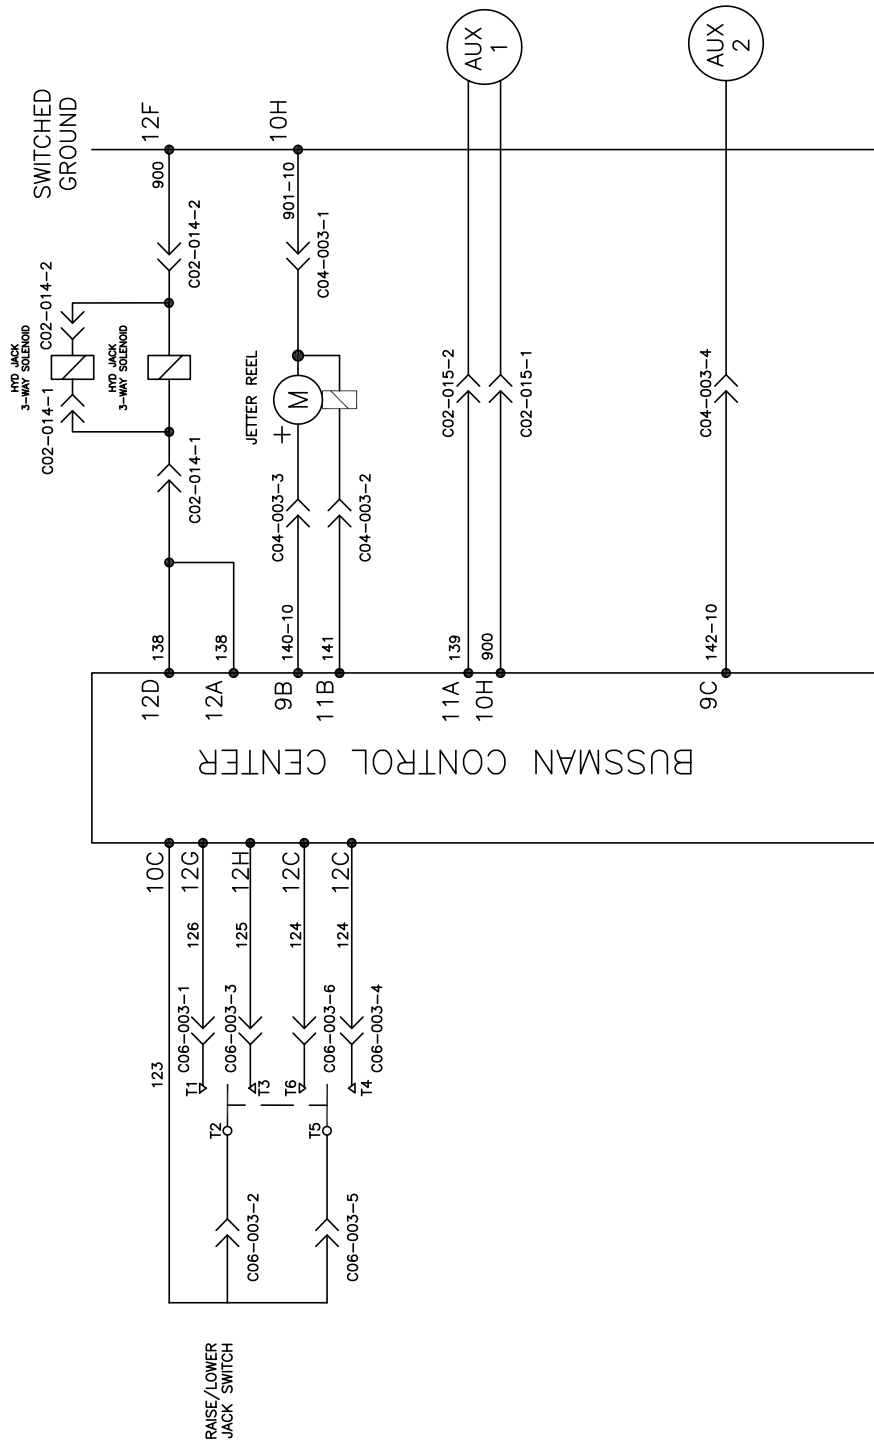 SWITCHED
GROUND
12F
10H
AUX
1
AUX
2
900
901-10
C02-014-2
C02-014-2
C04-003-1
HYD JACK
3-WAY SOLENOID
HYD JACK
3-WAY SOLENOID
C02-014-1
C02-014-1
JETTER REEL
M
+
C04-003-3
C04-003-2
C02-015-2
C02-015-1
C04-003-4
138
138
140-10
141
139
900
142-10
12D
12A
9B
11B
11A
10H
9C
BUSSMAN CONTROL CENTER
10C
12G
12H
12C
12C
126
125
124
124
123
C06-003-1
C06-003-3
C06-003-6
C06-003-4
T1
T3
T6
T4
T2
T5
C06-003-2
C06-003-5
RAISE/LOWER
JACK SWITCH